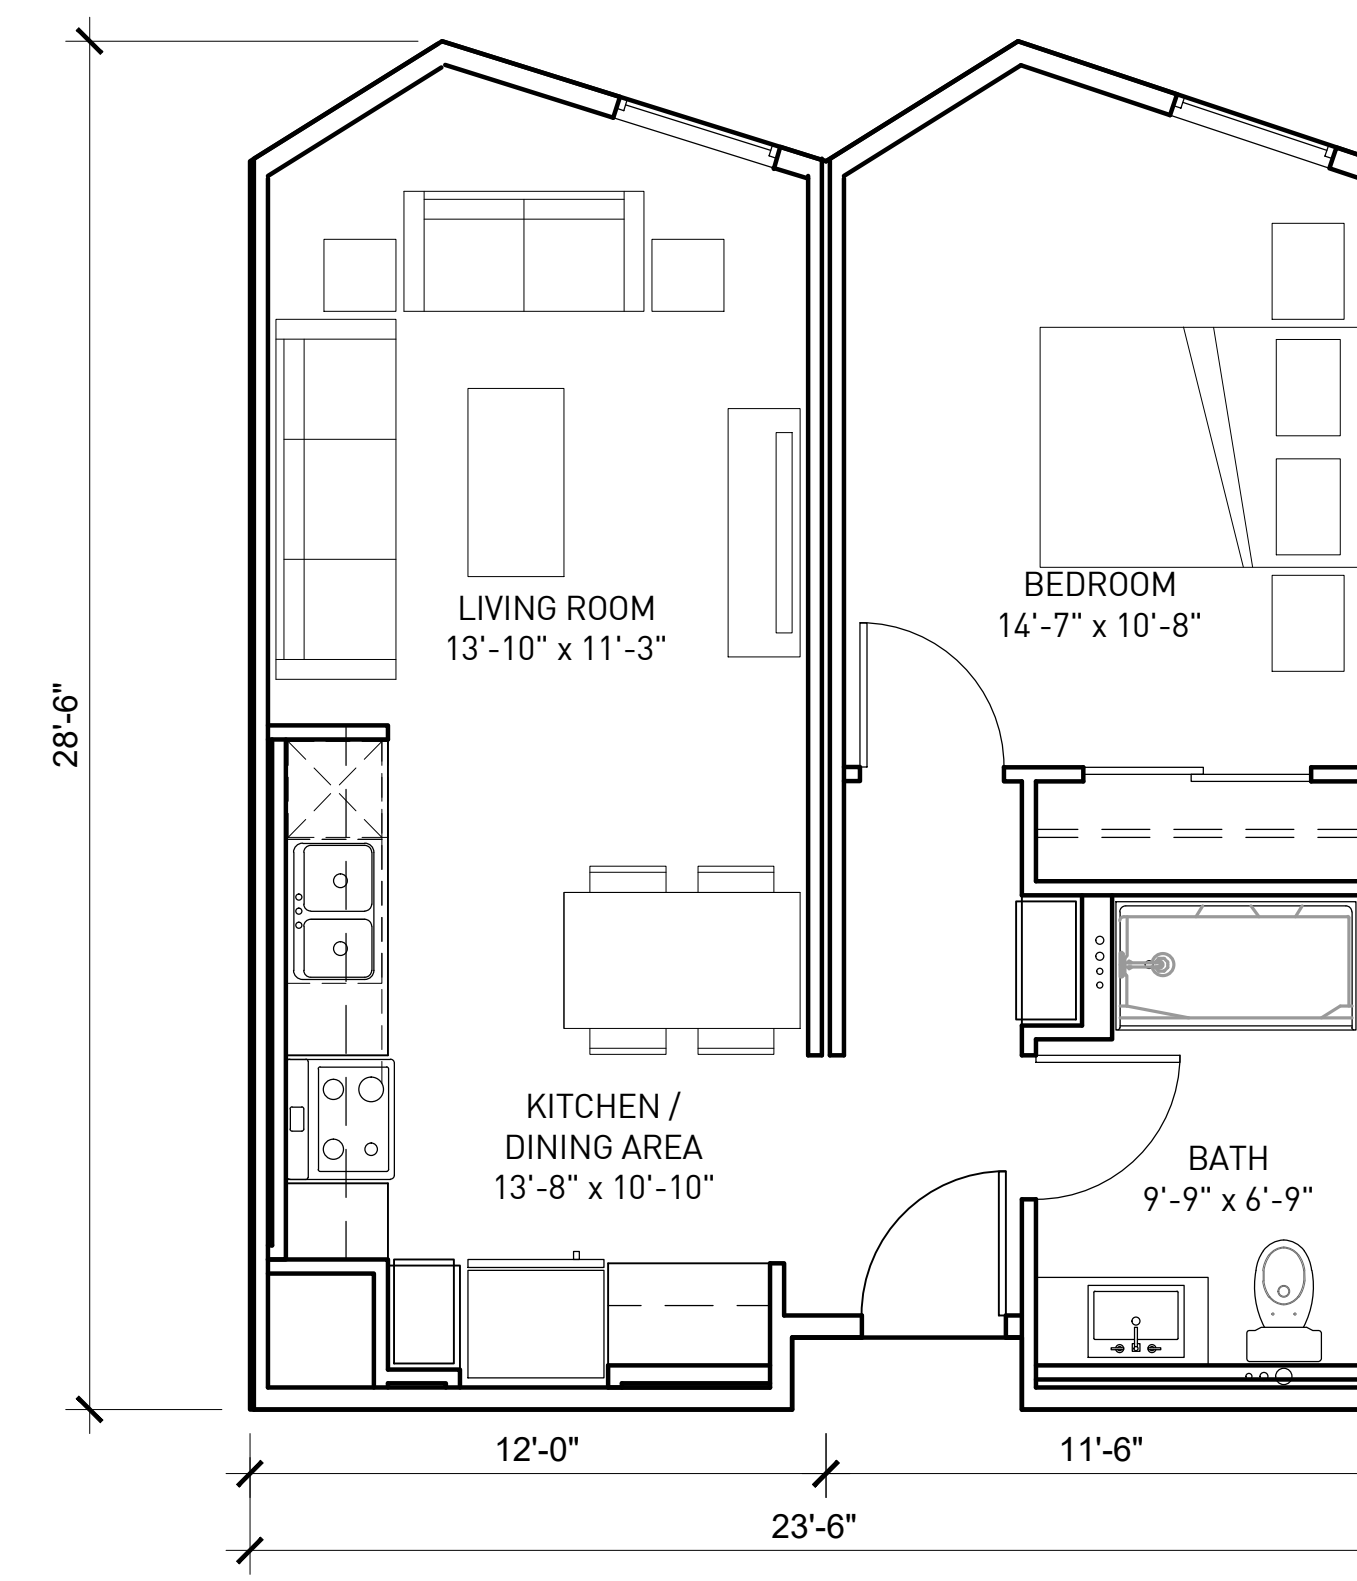 LIVING ROOM
13'-10" x 11'-3"
BEDROOM
14'-7" x 10'-8"
28'-6"
KITCHEN /
DINING AREA
13'-8" x 10'-10"
BATH
9'-9" x 6'-9"
12'-0"
11'-6"
23'-6"